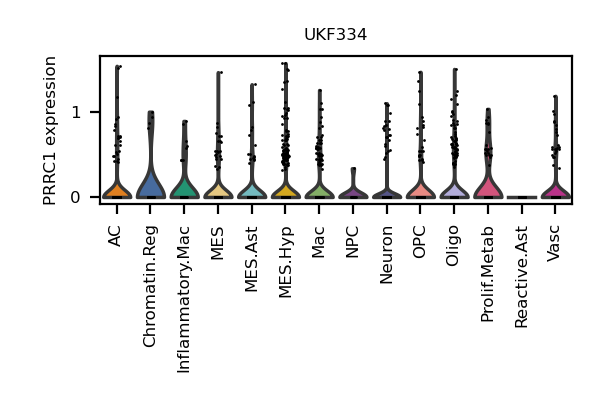 UKF334
PRRC1 expression
1
0
AC
Chromatin.Reg
Inflammatory.Mac
MES
MES.Ast
MES.Hyp
Mac
NPC
Neuron
OPC
Oligo
Prolif.Metab
Reactive.Ast
Vasc